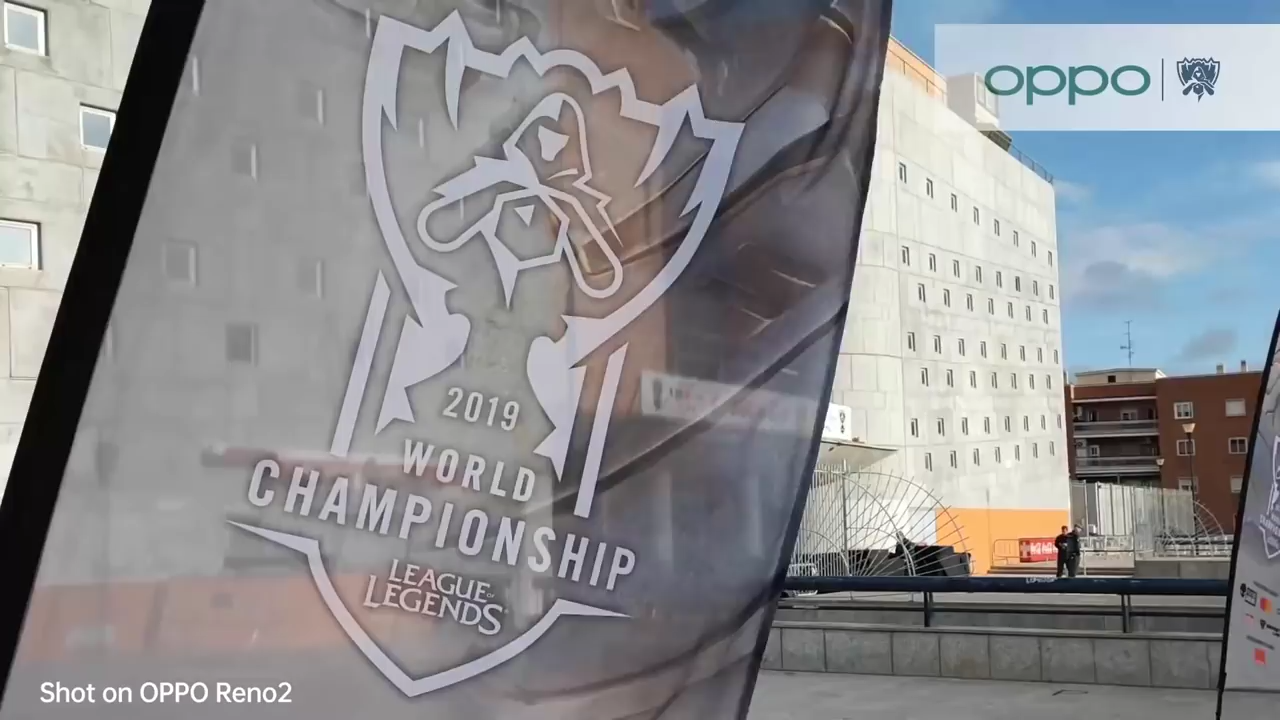 oppo
2019
WORLD
CHAMPIONSHIP
LEAGUE OF
LEGENDS
Shot on OPPO Reno2